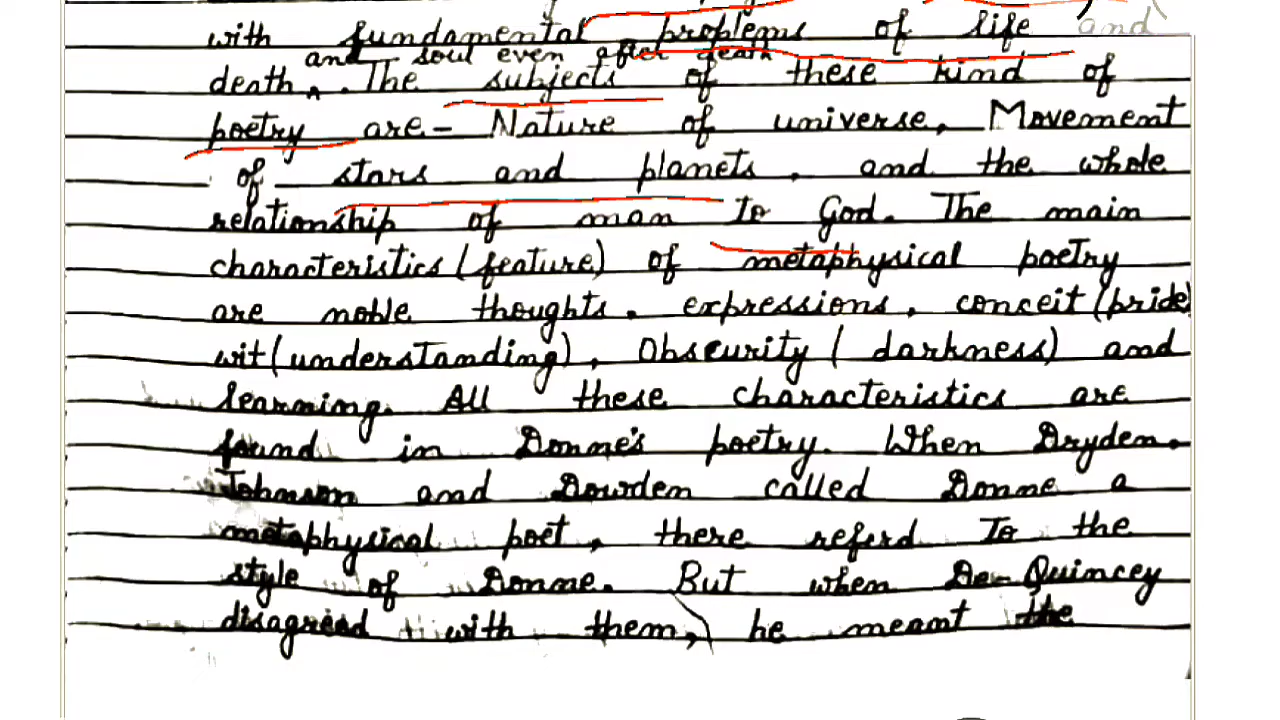 with fundamental problems of life and
and soul even after death
death. The subjects of these kind of
poetry are- Nature of universe, Movement
of stars and planets, and the whole
relationship of man to God. The main
characteristics (feature) of metaphysical poetry
are noble thoughts, expressions, conceit (pride)
wit (understanding), Obscurity ( darkness) and
learning. All these characteristics are
found in Donne's poetry. When Dryden,
Johnson and Dowden called Donne a
metaphysical poet, there referd To the
style of Donne. But when De-Quincey
disagreed with them, he meant the